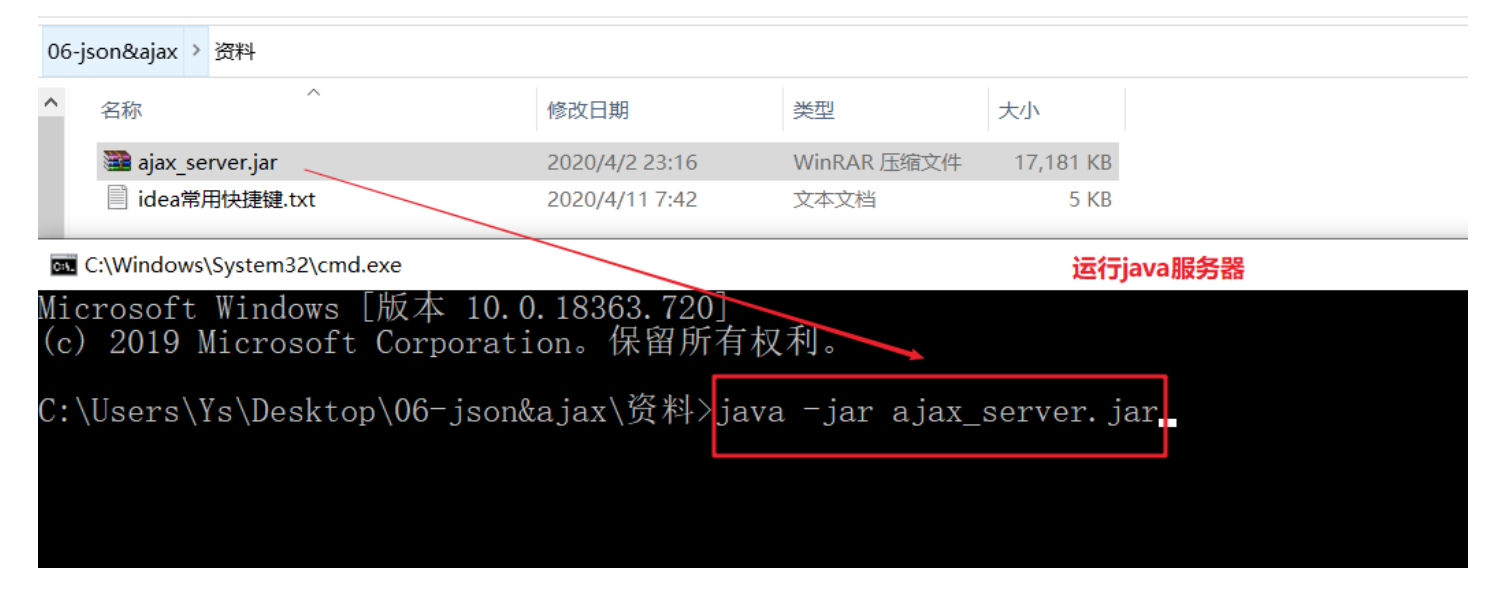 06-json&ajax > 资料
名称 修改日期 类型 大小
ajax_server.jar 2020/4/2 23:16 WinRAR 压缩文件 17,181 KB
idea常用快捷键.txt 2020/4/11 7:42 文本文档 5 KB
C:\Windows\System32\cmd.exe 运行java服务器
Microsoft Windows [版本 10.0.18363.720]
(c) 2019 Microsoft Corporation。保留所有权利。
C:\Users\Ys\Desktop\06-json&ajax\资料>java -jar ajax_server.jar